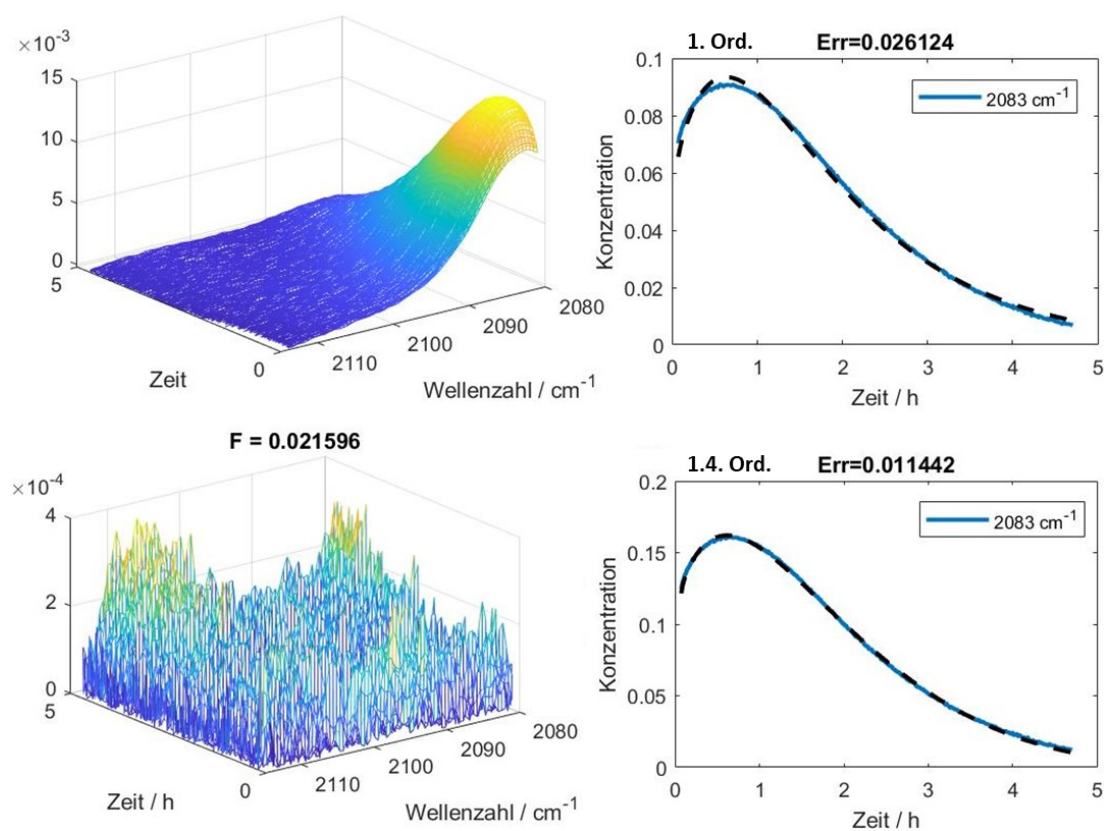 ×10⁻³
15
10
5
0
5
0
Zeit
2110
2100
2090
2080
Wellenzahl / cm⁻¹
1. Ord. Err=0.026124
2083 cm⁻¹
Konzentration
0.1
0.08
0.06
0.04
0.02
0
0 1 2 3 4 5
Zeit / h
F = 0.021596
×10⁻⁴
4
2
0
5
0
Zeit / h
2110
2100
2090
2080
Wellenzahl / cm⁻¹
1.4. Ord. Err=0.011442
2083 cm⁻¹
Konzentration
0.2
0.15
0.1
0.05
0
0 1 2 3 4 5
Zeit / h